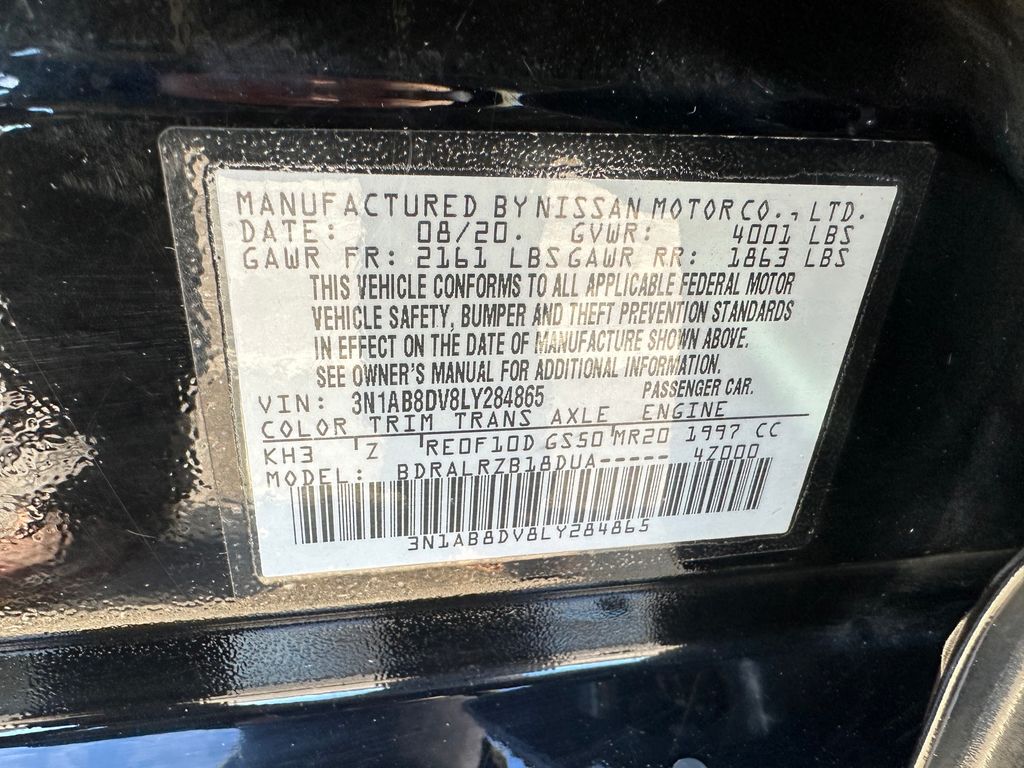 MANUFACTURED BY NISSAN MOTOR CO., LTD.
DATE: 08/20. GVWR: 4001 LBS
GAWR FR: 2161 LBS GAWR RR: 1863 LBS
THIS VEHICLE CONFORMS TO ALL APPLICABLE FEDERAL MOTOR
VEHICLE SAFETY, BUMPER AND THEFT PREVENTION STANDARDS
IN EFFECT ON THE DATE OF MANUFACTURE SHOWN ABOVE.
SEE OWNER'S MANUAL FOR ADDITIONAL INFORMATION.
VIN: 3N1AB8DV8LY284865 PASSENGER CAR.
COLOR TRIM TRANS AXLE ENGINE
KH3 Z RE0F10D GS50 MR20 1997 CC
MODEL: BDRALRZB18DUA----- 4Z000
3N1AB8DV8LY284865